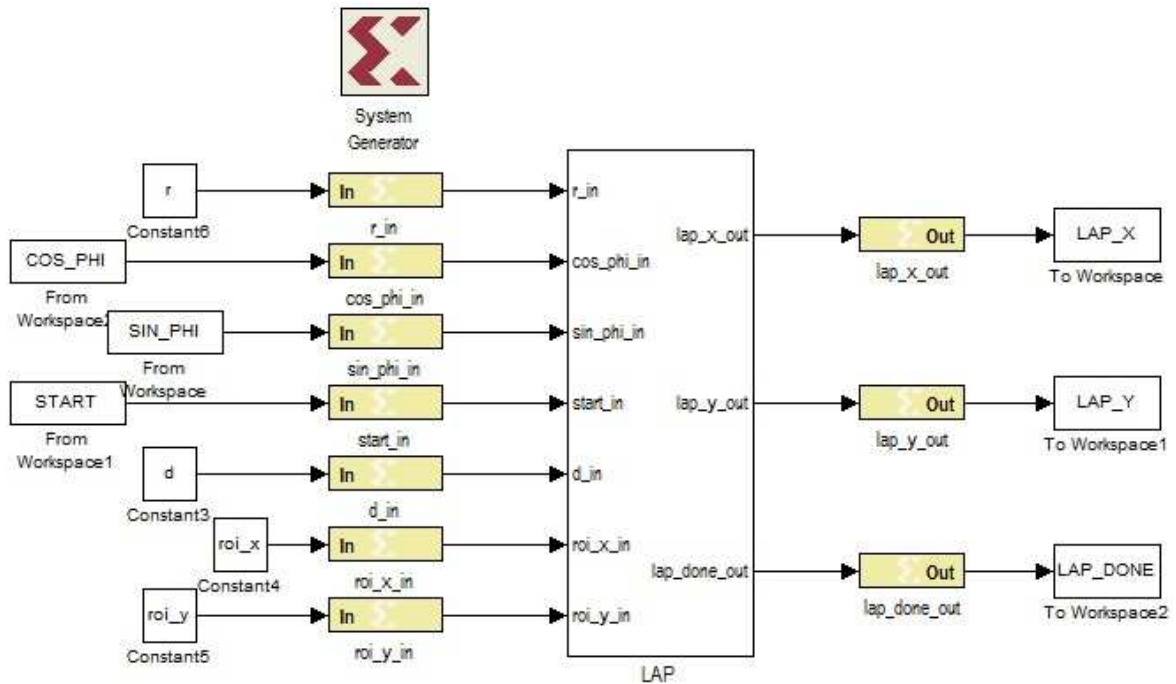 System
Generator
r
Constant6
In
r_in
r_in
COS_PHI
From
Workspace2
In
cos_phi_in
cos_phi_in
SIN_PHI
From
Workspace
In
sin_phi_in
sin_phi_in
START
From
Workspace1
In
start_in
start_in
d
Constant3
In
d_in
d_in
roi_x
Constant4
In
roi_x_in
roi_x_in
roi_y
Constant5
In
roi_y_in
roi_y_in
LAP
lap_x_out
Out
lap_x_out
LAP_X
To Workspace
lap_y_out
Out
lap_y_out
LAP_Y
To Workspace1
lap_done_out
Out
lap_done_out
LAP_DONE
To Workspace2